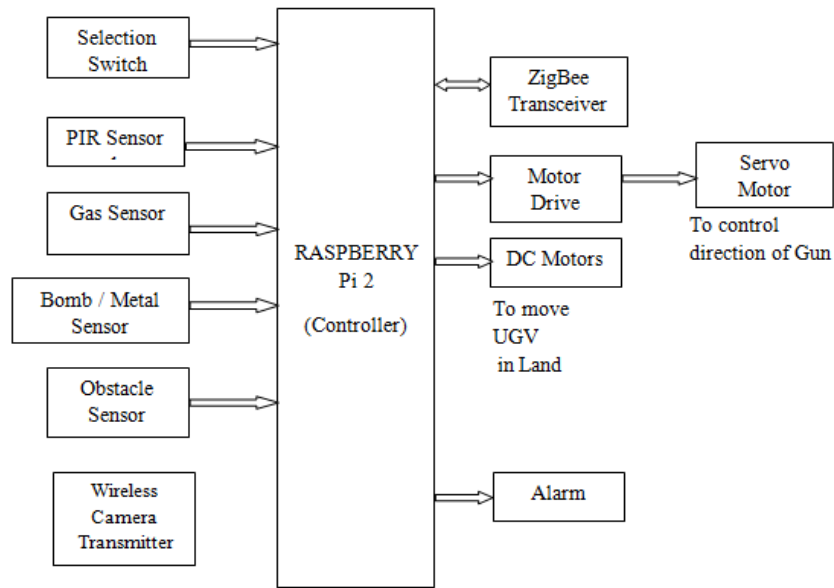 Selection
Switch
PIR Sensor
Gas Sensor
Bomb / Metal
Sensor
Obstacle
Sensor
Wireless
Camera
Transmitter
RASPBERRY
Pi 2
(Controller)
ZigBee
Transceiver
Motor
Drive
Servo
Motor
To control
direction of Gun
DC Motors
To move
UGV
in Land
Alarm